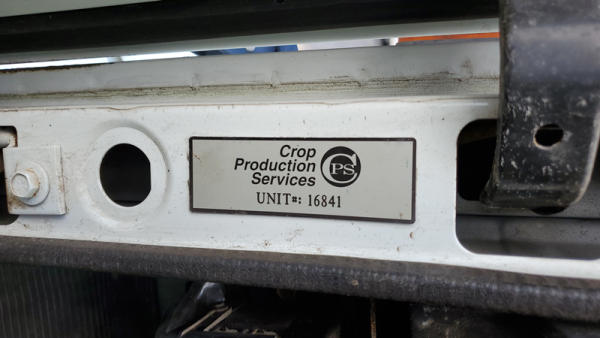 Crop
Production
Services
CPS
UNIT#: 16841